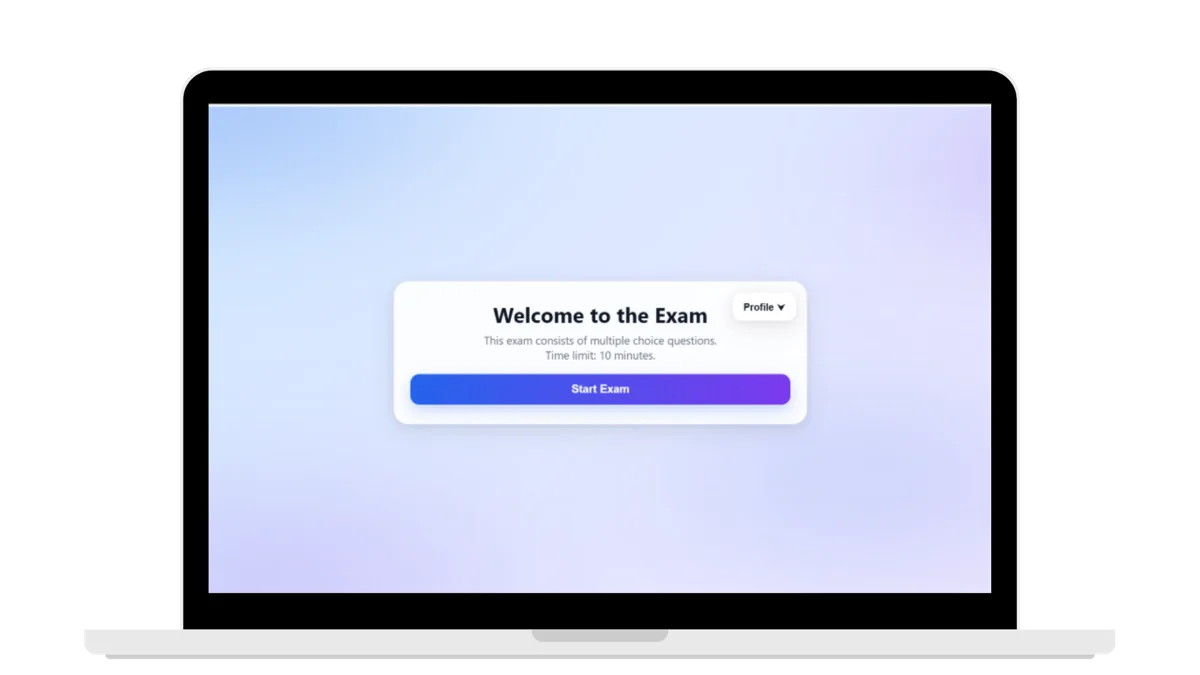 Welcome to the Exam
Profile
This exam consists of multiple choice questions.
Time limit: 10 minutes.
Start Exam